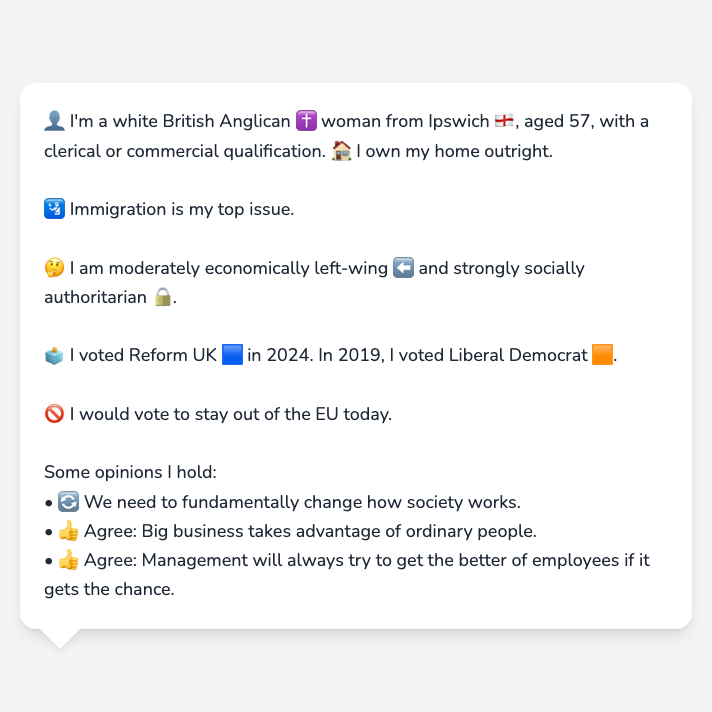 👤 I'm a white British Anglican ✝️ woman from Ipswich 🏴󠁧󠁢󠁥󠁮󠁧󠁿, aged 57, with a
clerical or commercial qualification. 🏠 I own my home outright.
🛂 Immigration is my top issue.
🤔 I am moderately economically left-wing ⬅️ and strongly socially
authoritarian 🔒.
🗳️ I voted Reform UK 🟦 in 2024. In 2019, I voted Liberal Democrat 🟧.
🚫 I would vote to stay out of the EU today.
Some opinions I hold:
• 🔄 We need to fundamentally change how society works.
• 👍 Agree: Big business takes advantage of ordinary people.
• 👍 Agree: Management will always try to get the better of employees if it
gets the chance.